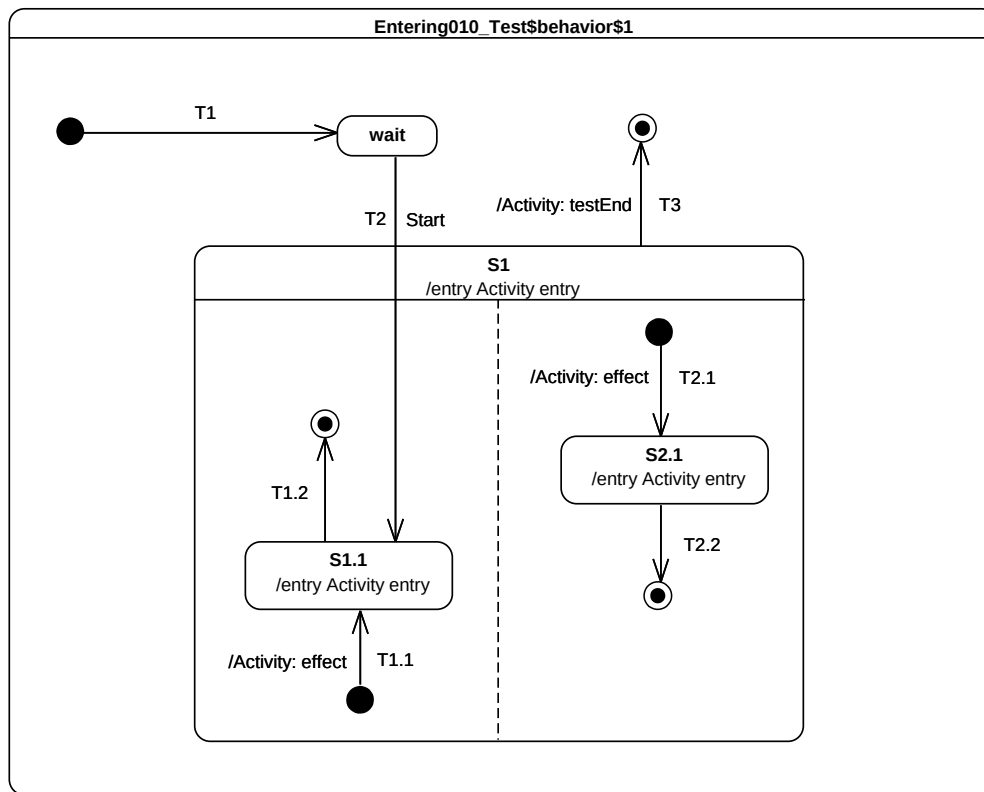 Entering010_Test$behavior$1
T1
wait
/Activity: testEnd T3
T2 Start
S1
/entry Activity entry
/Activity: effect T2.1
S2.1
/entry Activity entry
T1.2
T2.2
S1.1
/entry Activity entry
/Activity: effect T1.1